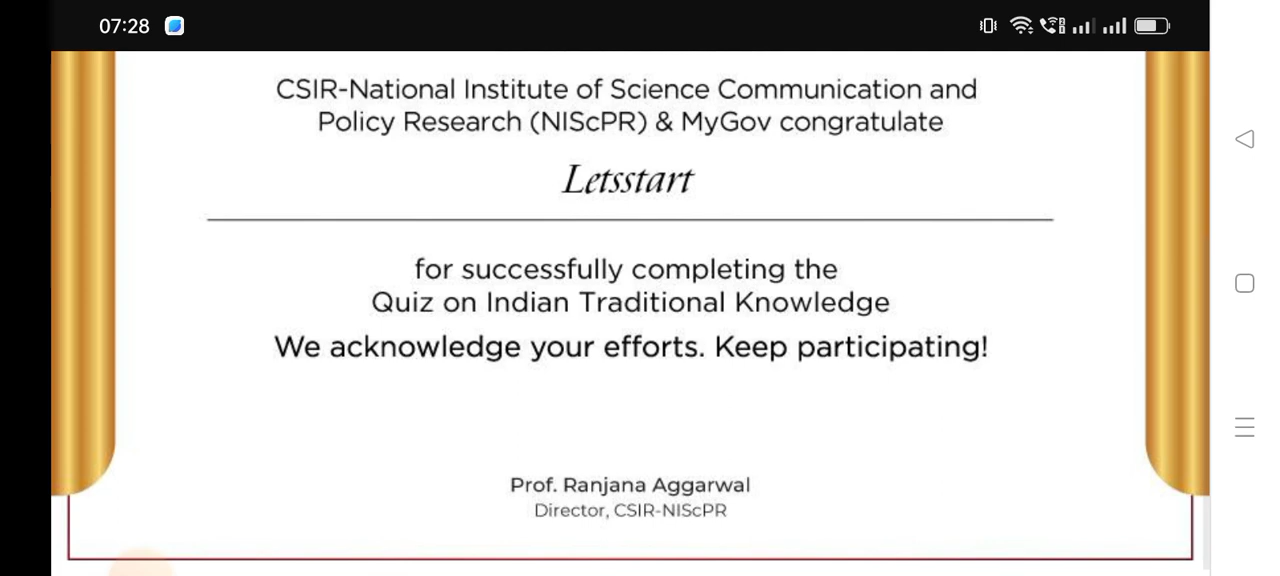 07:28
CSIR-National Institute of Science Communication and
Policy Research (NIScPR) & MyGov congratulate
Letsstart
for successfully completing the
Quiz on Indian Traditional Knowledge
We acknowledge your efforts. Keep participating!
Prof. Ranjana Aggarwal
Director, CSIR-NIScPR